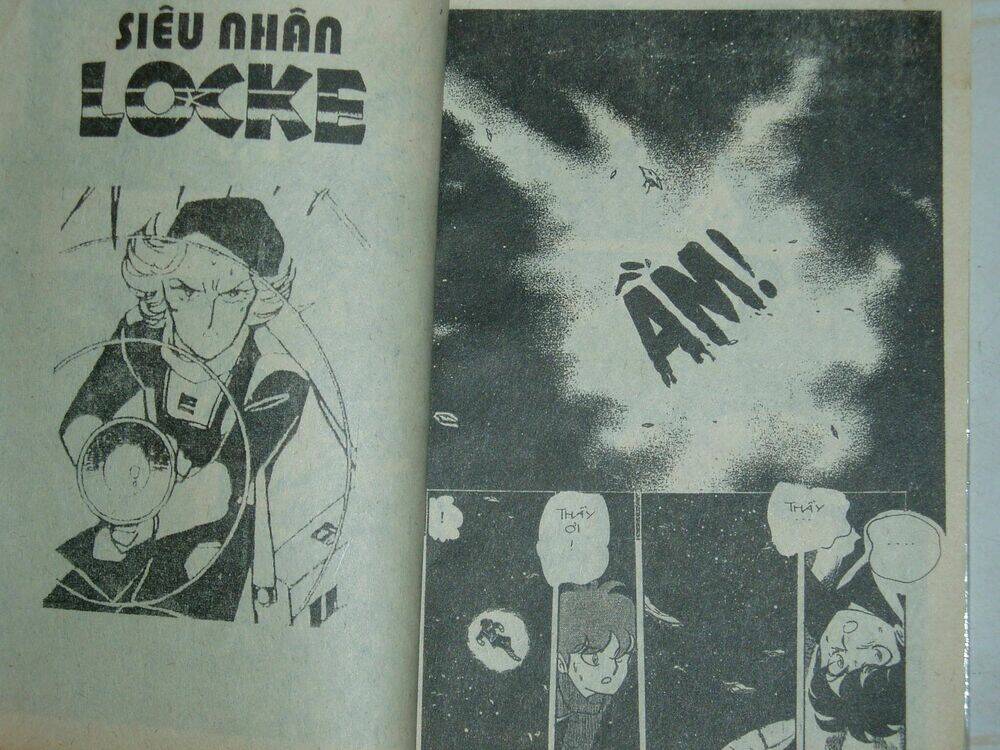 SIÊU NHÂN
LOCKE
ẦM!
!
THẦY
ƠI
!
THẦY
...
.....